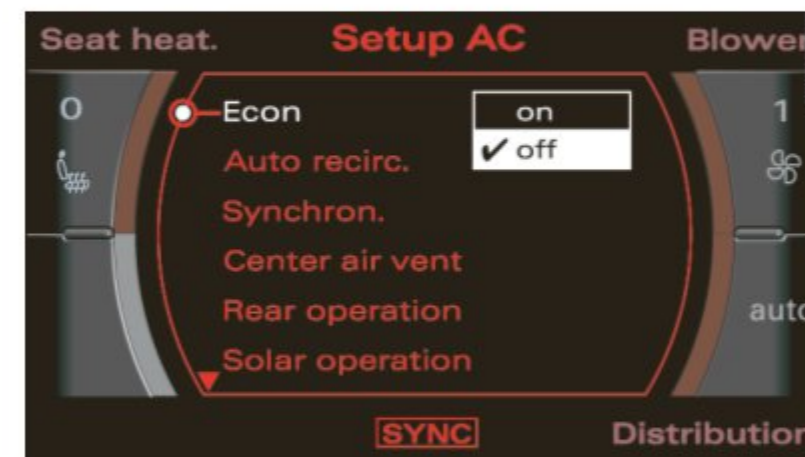 Seat heat. Setup AC Blower
0 Econ on 1
✔ off
Auto recirc.
Synchron.
Center air vent
Rear operation auto
Solar operation
SYNC Distribution